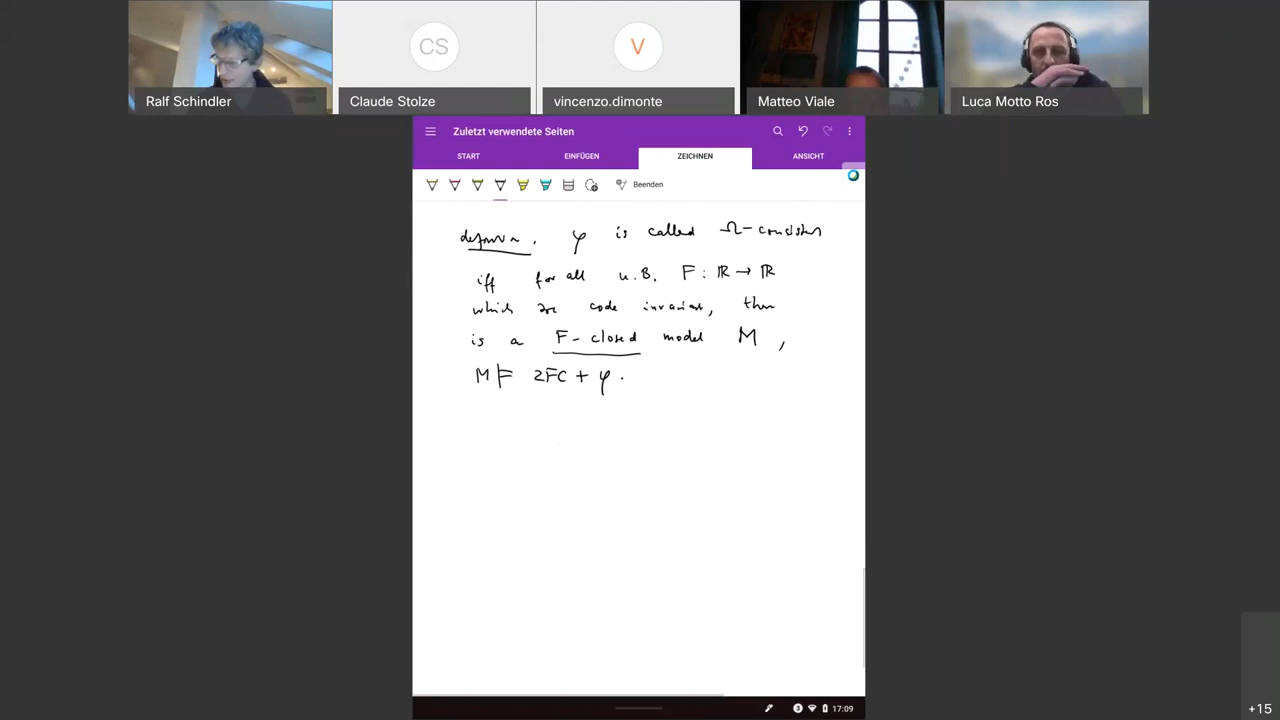 CS
V
Ralf Schindler
Claude Stolze
vincenzo.dimonte
Matteo Viale
Luca Motto Ros
Zuletzt verwendete Seiten
START EINFÜGEN ZEICHNEN ANSICHT
Beenden
φ is called Ω-consistent
iff for all u.B. F : ℝ → ℝ
which are code invariant, there
is a F-closed model M,
M ⊨ ZFC + φ.
17:09
+15